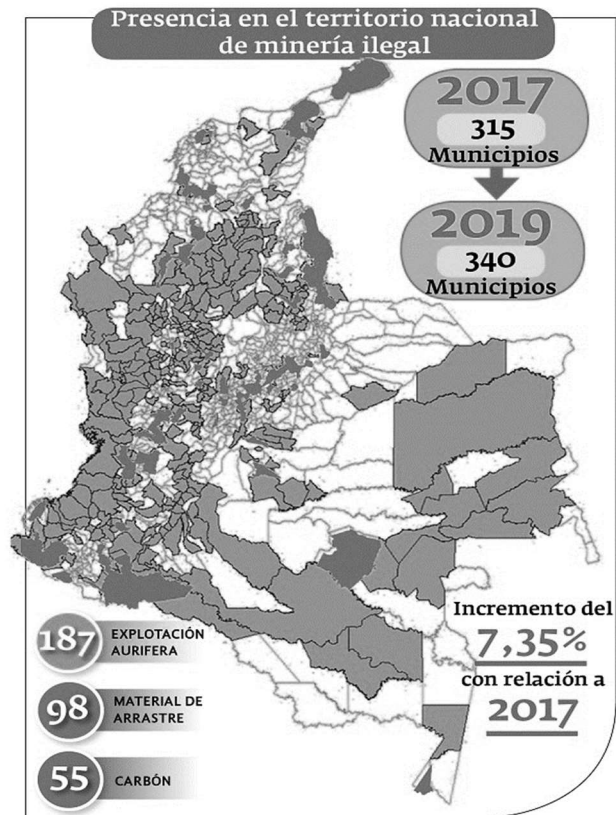 Presencia en el territorio nacional
de minería ilegal
2017
315
Municipios
2019
340
Municipios
187
EXPLOTACIÓN
AURIFERA
98
MATERIAL DE
ARRASTRE
55
CARBÓN
Incremento del
7,35%
con relación a
2017